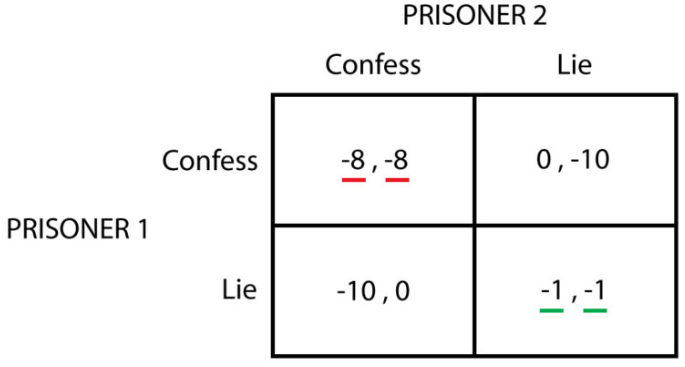 PRISONER 2
Confess Lie
Confess -8 , -8 0 , -10
PRISONER 1
Lie -10 , 0 -1 , -1